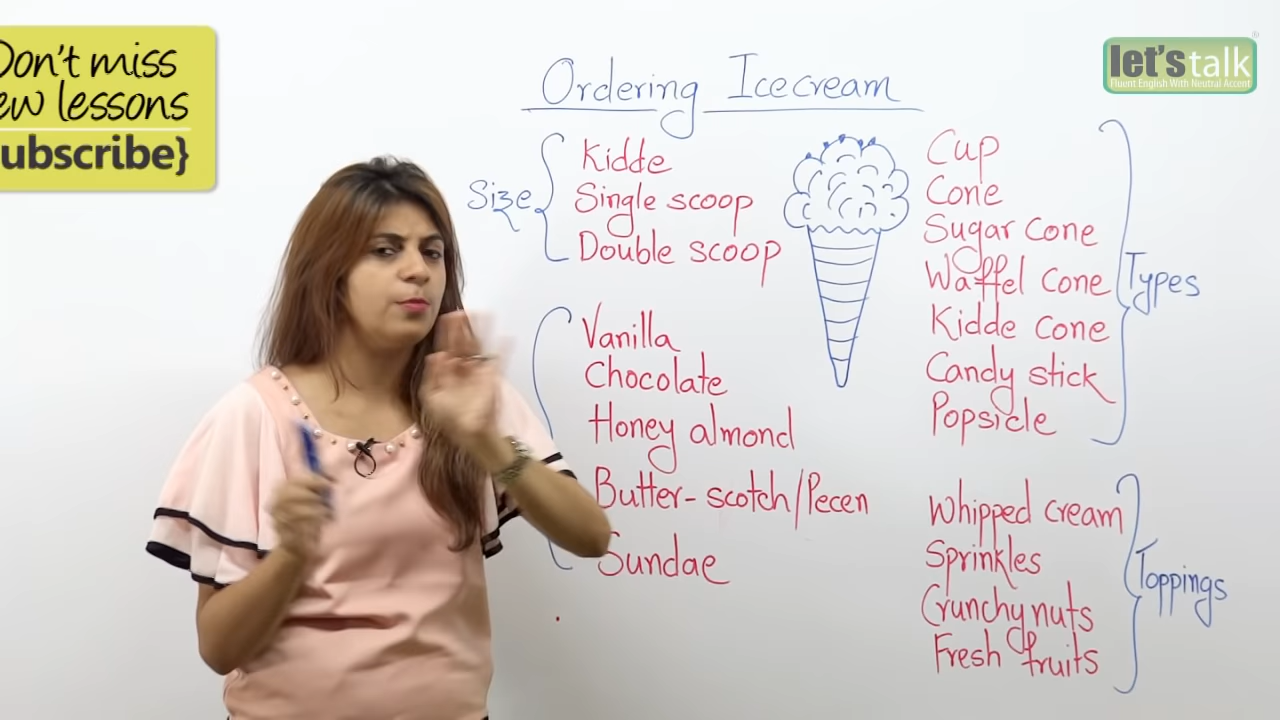 Don't miss
ew lessons
ubscribe}
let's talk
Fluent English With Neutral Accent
Ordering Icecream
Size
Kidde
Single scoop
Double scoop
Vanilla
Chocolate
Honey almond
Butter-scotch/Pecen
Sundae
Cup
Cone
Sugar cone
Waffel cone
Kidde cone
Candy stick
Popsicle
Types
Whipped cream
Sprinkles
Crunchy nuts
Fresh fruits
Toppings